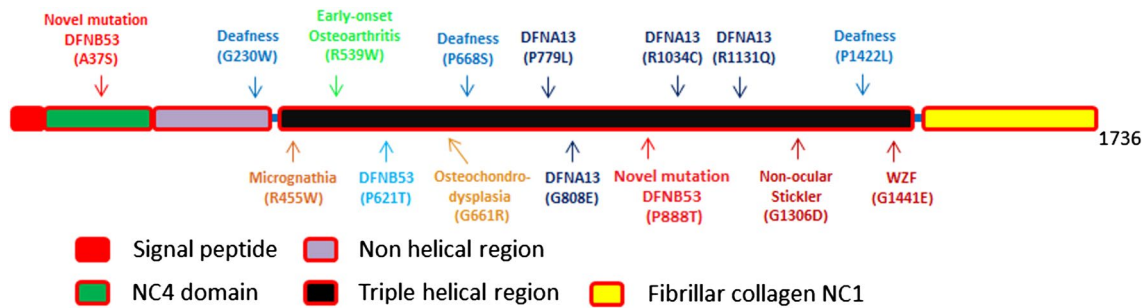 Novel mutation
DFNB53
(A37S)
Deafness
(G230W)
Early-onset
Osteoarthritis
(R539W)
Deafness
(P668S)
DFNA13
(P779L)
DFNA13
(R1034C)
DFNA13
(R1131Q)
Deafness
(P1422L)
1736
Micrognathia
(R455W)
DFNB53
(P621T)
Osteochondro-
dysplasia
(G661R)
DFNA13
(G808E)
Novel mutation
DFNB53
(P888T)
Non-ocular
Stickler
(G1306D)
WZF
(G1441E)
Signal peptide
Non helical region
NC4 domain
Triple helical region
Fibrillar collagen NC1